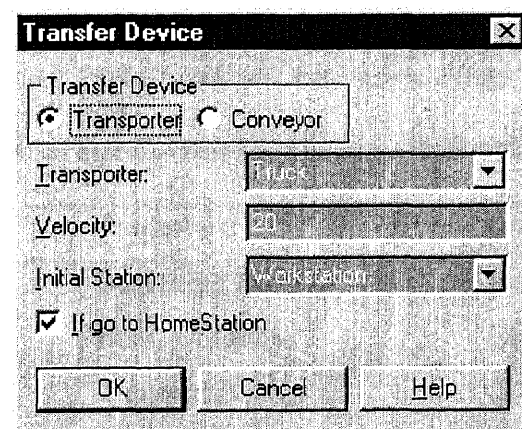 Transfer Device
Transfer Device
Transporter Conveyor
Transporter: Truck
Velocity: 20
Initial Station: Workstation
If go to HomeStation
OK Cancel Help